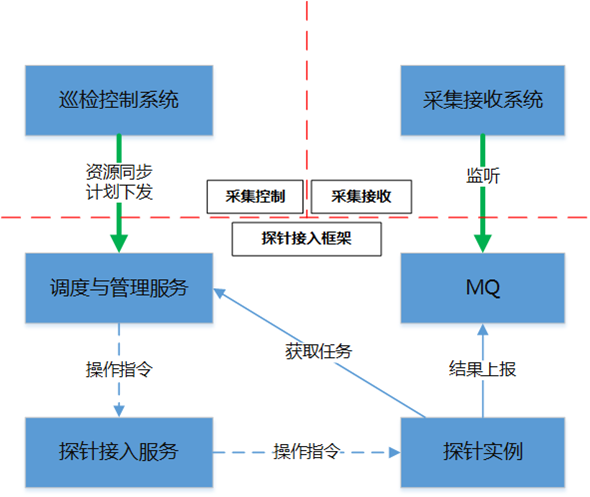 巡检控制系统
采集接收系统
资源同步
计划下发
监听
采集控制
采集接收
探针接入框架
调度与管理服务
MQ
获取任务
操作指令
结果上报
探针接入服务
操作指令
探针实例